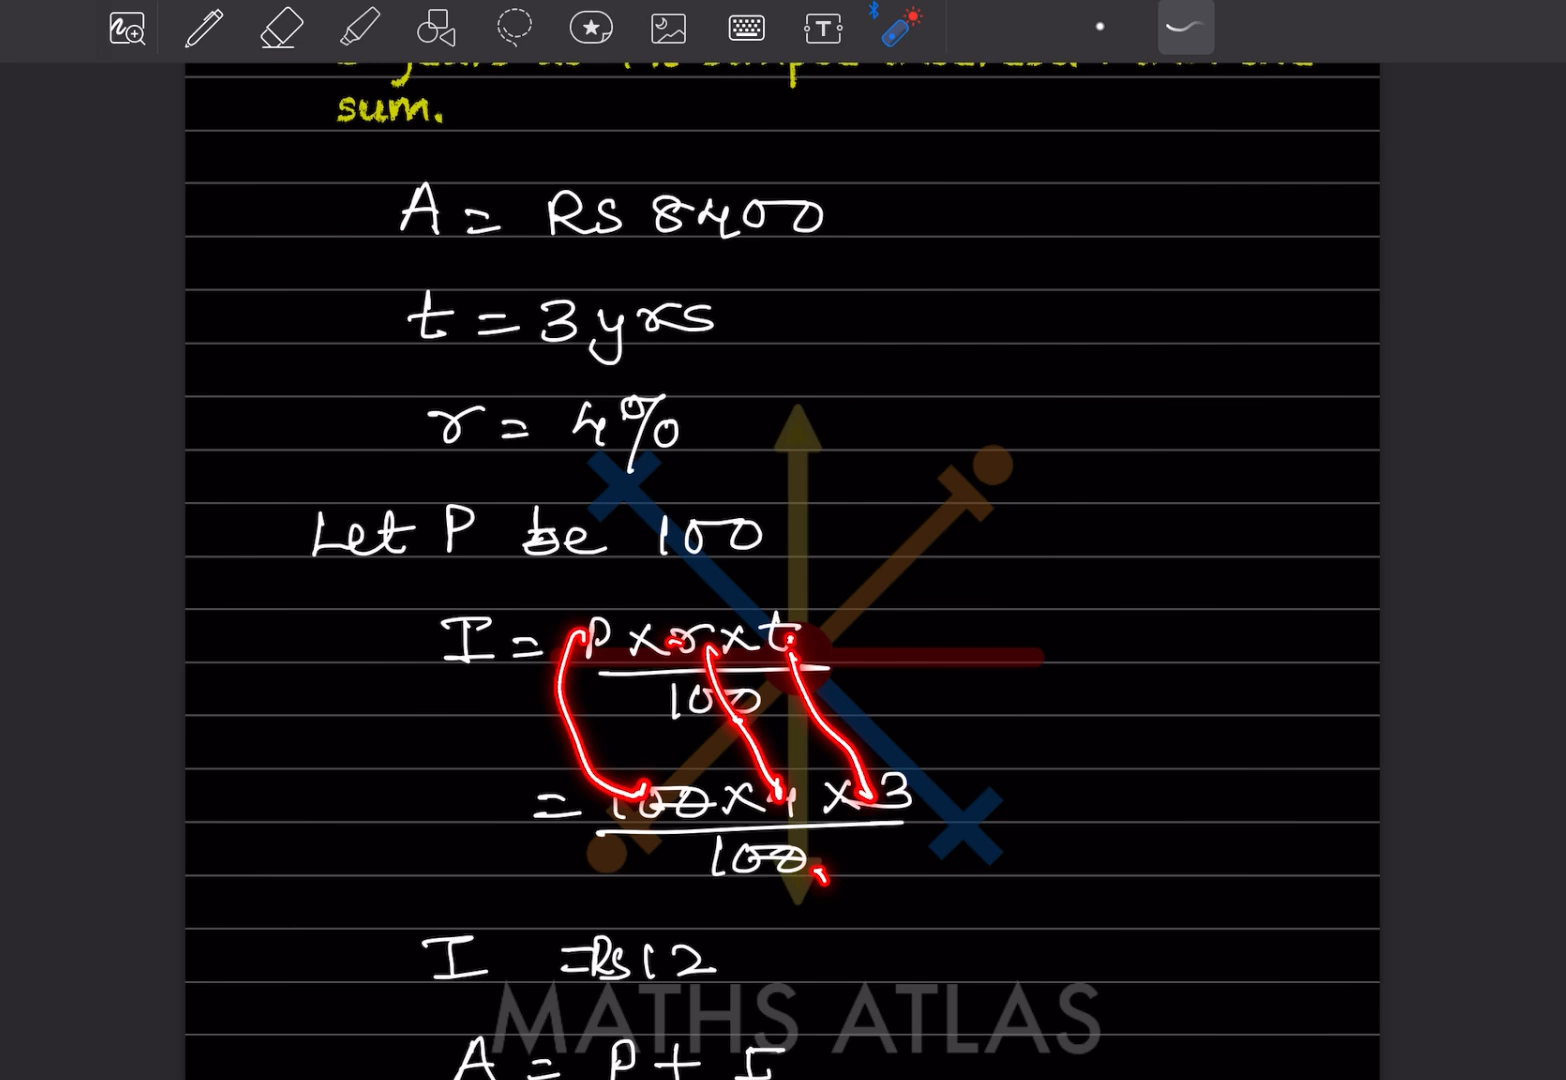 sum.
A = RS 8400
t = 3 yrs
r = 4%
Let P be 100
I = P x r x t
100
= 100 x 4 x 3
100
I = Rs 12
MATHS ATLAS
A = P + I